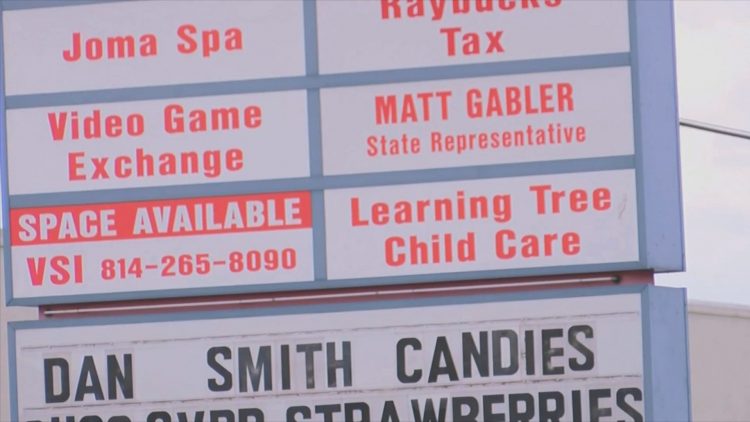 Joma Spa
Raybucks
Tax
Video Game
Exchange
MATT GABLER
State Representative
SPACE AVAILABLE
VSI 814-265-8090
Learning Tree
Child Care
DAN SMITH CANDIES
STRAWBERRIES